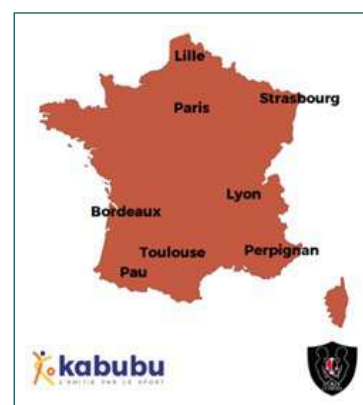 Lille
Strasbourg
Paris
Lyon
Bordeaux
Toulouse
Perpignan
Pau
kabubu
L'AMITIÉ PAR LE SPORT